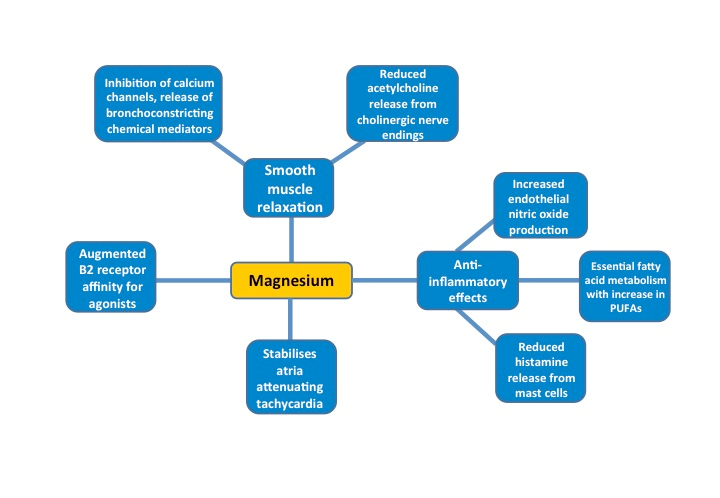 Inhibition of calcium
channels, release of
bronchoconstricting
chemical mediators
Reduced
acetylcholine
release from
cholinergic nerve
endings
Smooth
muscle
relaxation
Increased
endothelial
nitric oxide
production
Augmented
B2 receptor
affinity for
agonists
Magnesium
Anti-
inflammatory
effects
Essential fatty
acid metabolism
with increase in
PUFAs
Stabilises
atria
attenuating
tachycardia
Reduced
histamine
release from
mast cells